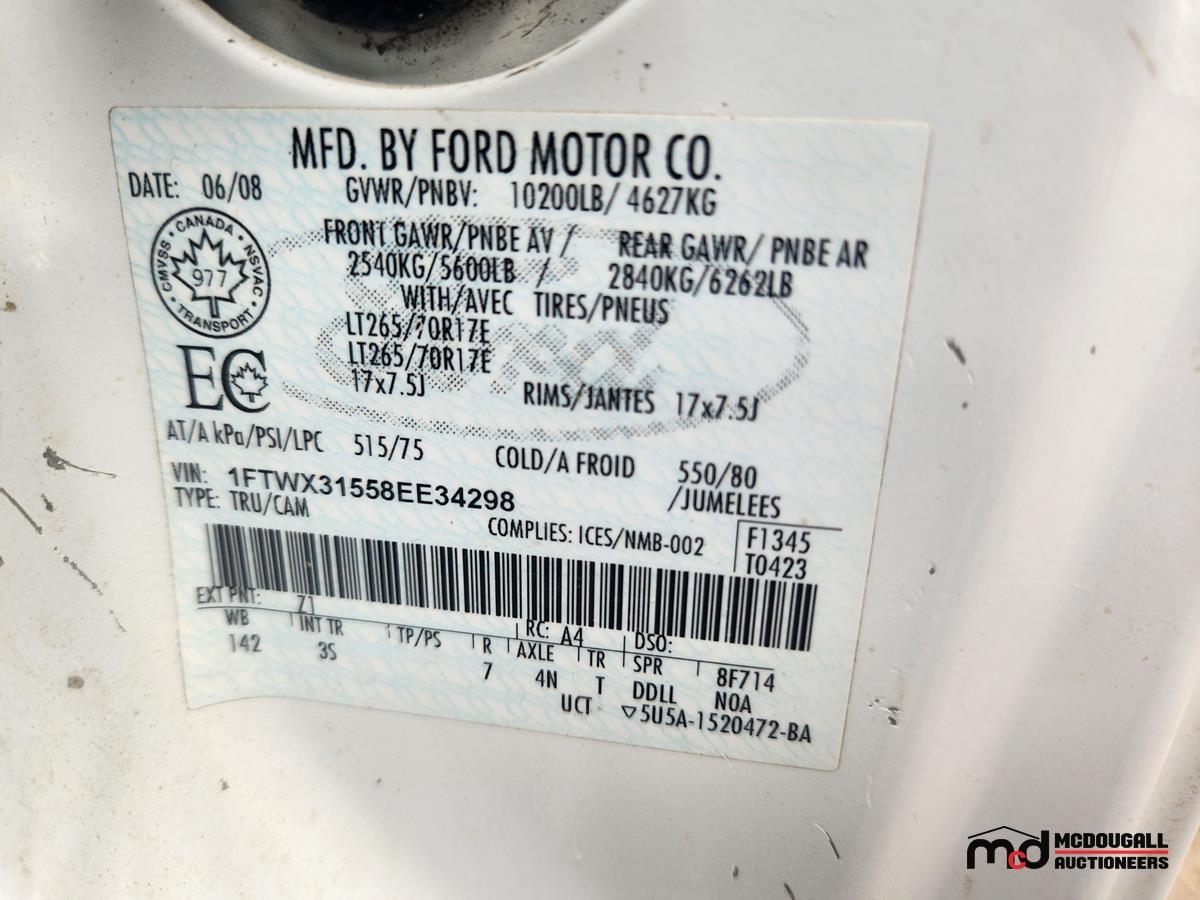 MFD. BY FORD MOTOR CO.
DATE: 06/08 GVWR/PNBV: 10200LB/ 4627KG
FRONT GAWR/PNBE AV / REAR GAWR/ PNBE AR
2540KG/5600LB / 2840KG/6262LB
WITH/AVEC TIRES/PNEUS
LT265/70R17E
LT265/70R17E
17x7.5J RIMS/JANTES 17x7.5J
CANADA
CMVSS · NSVAC
977
TRANSPORT
EC
AT/A kPa/PSI/LPC 515/75 COLD/A FROID 550/80
/JUMELEES
VIN: 1FTWX31558EE34298
TYPE: TRU/CAM
COMPLIES: ICES/NMB-002 F1345
T0423
EXT PNT: Z1 RC: A4 DSO:
WB INT TR TP/PS R AXLE TR SPR 8F714
142 3S 7 4N T DDLL NOA
UCT ▽5U5A-1520472-BA
mcd MCDOUGALL
AUCTIONEERS